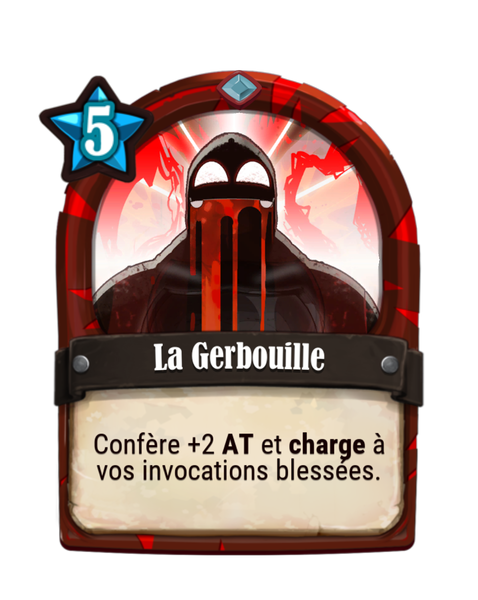 5
La Gerbouille
Confère +2 AT et charge à
vos invocations blessées.